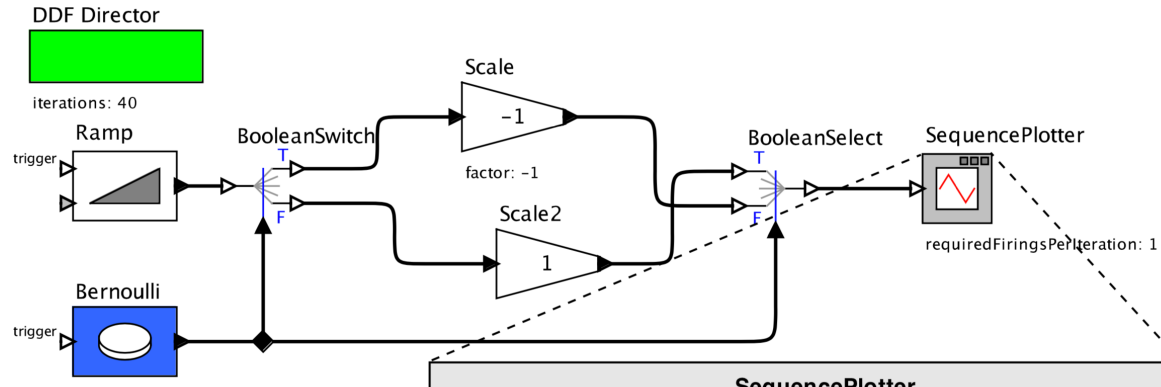 DDF Director
iterations: 40
Ramp
trigger
BooleanSwitch
T
F
Scale
-1
factor: -1
Scale2
1
BooleanSelect
T
F
SequencePlotter
requiredFiringsPerIteration: 1
Bernoulli
trigger
SequencePlotter